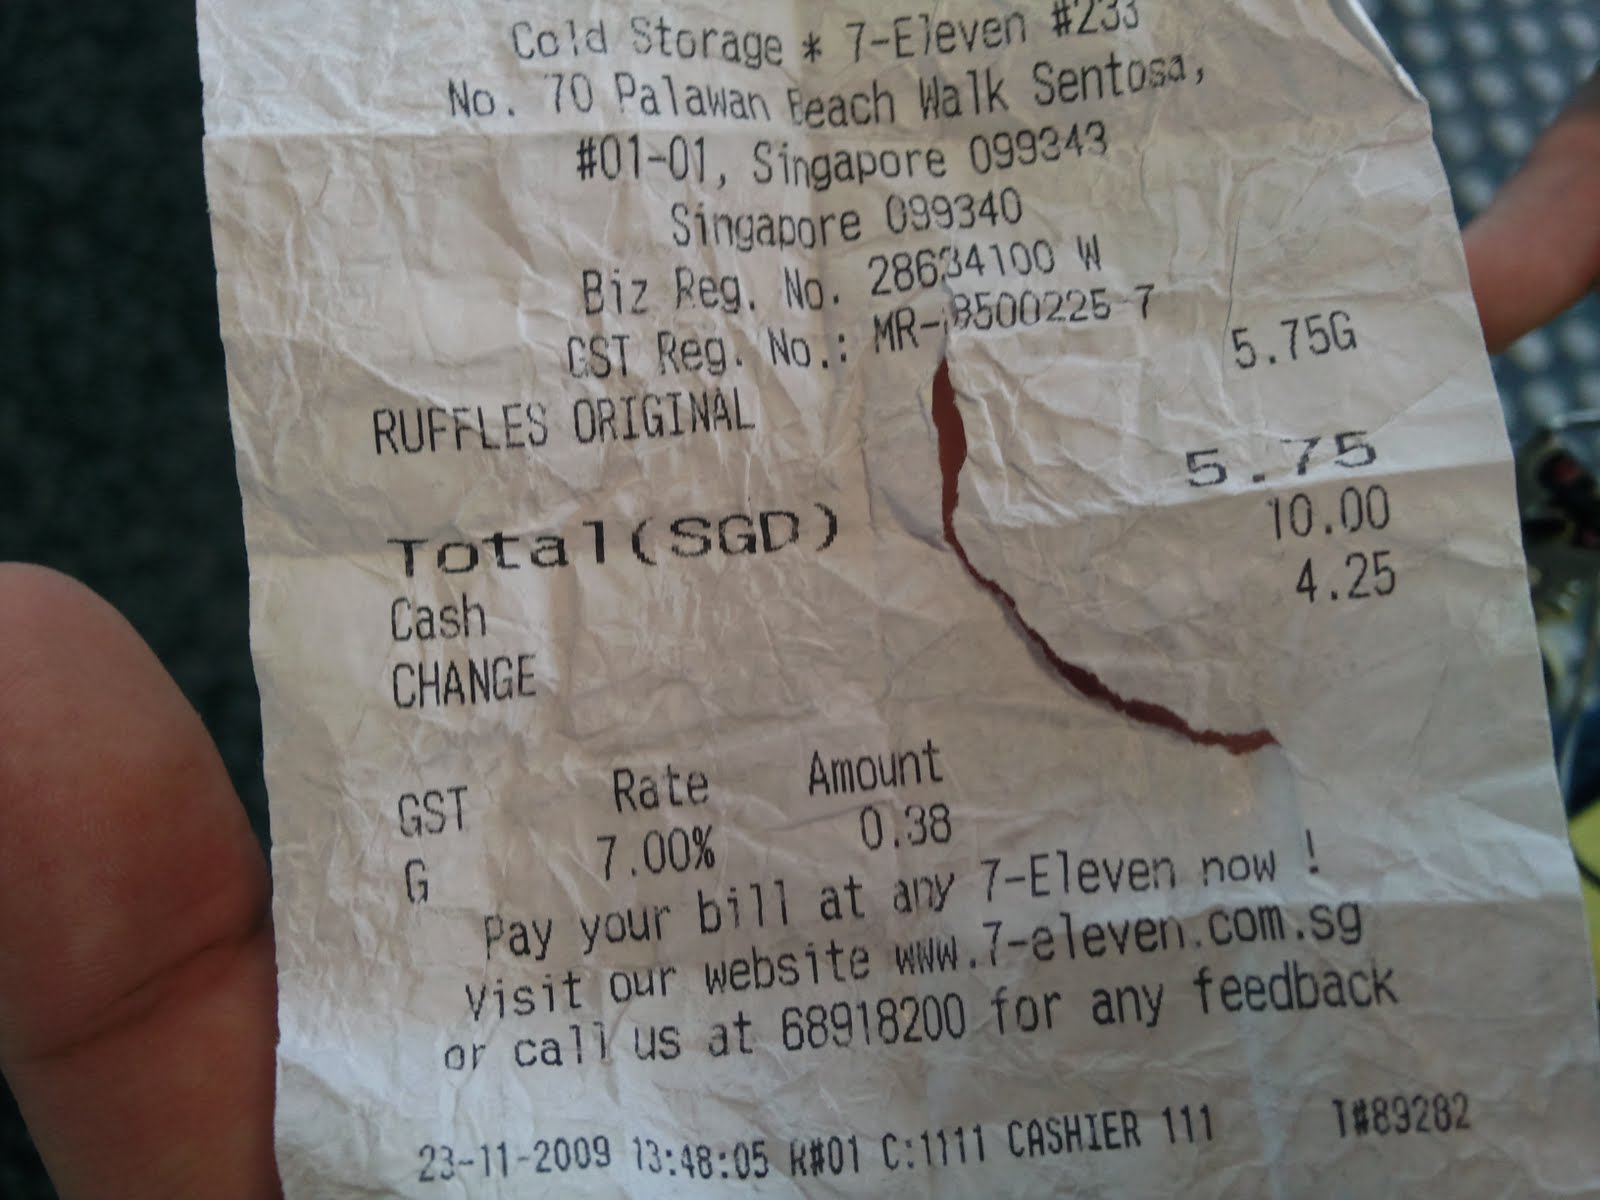 Cold Storage * 7-Eleven #233
No. 70 Palawan Beach Walk Sentosa,
#01-01, Singapore 099343
Singapore 099340
Biz Reg. No. 28634100 W
GST Reg. No.: MR-8500225-7
RUFFLES ORIGINAL 5.75G
Total(SGD) 5.75
Cash 10.00
CHANGE 4.25
GST Rate Amount
G 7.00% 0.38
Pay your bill at any 7-Eleven now !
Visit our website www.7-eleven.com.sg
or call us at 68918200 for any feedback
23-11-2009 13:48:05 R#01 C:1111 CASHIER 111 T#89282